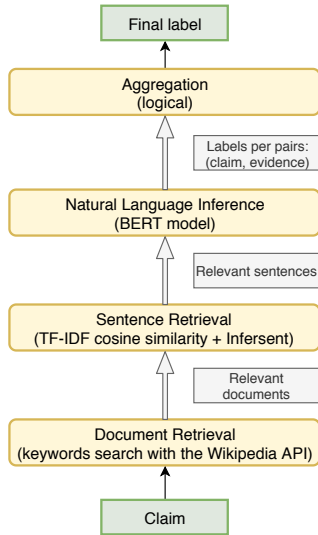 Final label
Aggregation
(logical)
Labels per pairs:
(claim, evidence)
Natural Language Inference
(BERT model)
Relevant sentences
Sentence Retrieval
(TF-IDF cosine similarity + Infersent)
Relevant
documents
Document Retrieval
(keywords search with the Wikipedia API)
Claim